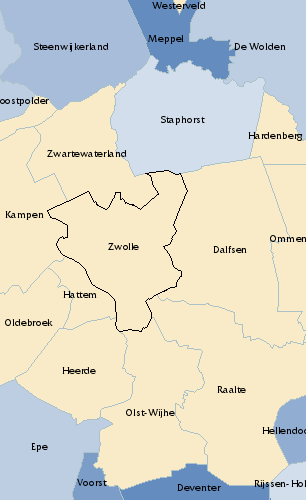 Westerveld
Meppel
Steenwijkerland
De Wolden
oostpolder
Staphorst
Hardenberg
Zwartewaterland
Kampen
Zwolle
Dalfsen
Ommen
Hattem
Oldebroek
Heerde
Raalte
Olst-Wijhe
Hellendoo
Epe
Voorst
Deventer
Rijssen-Hol